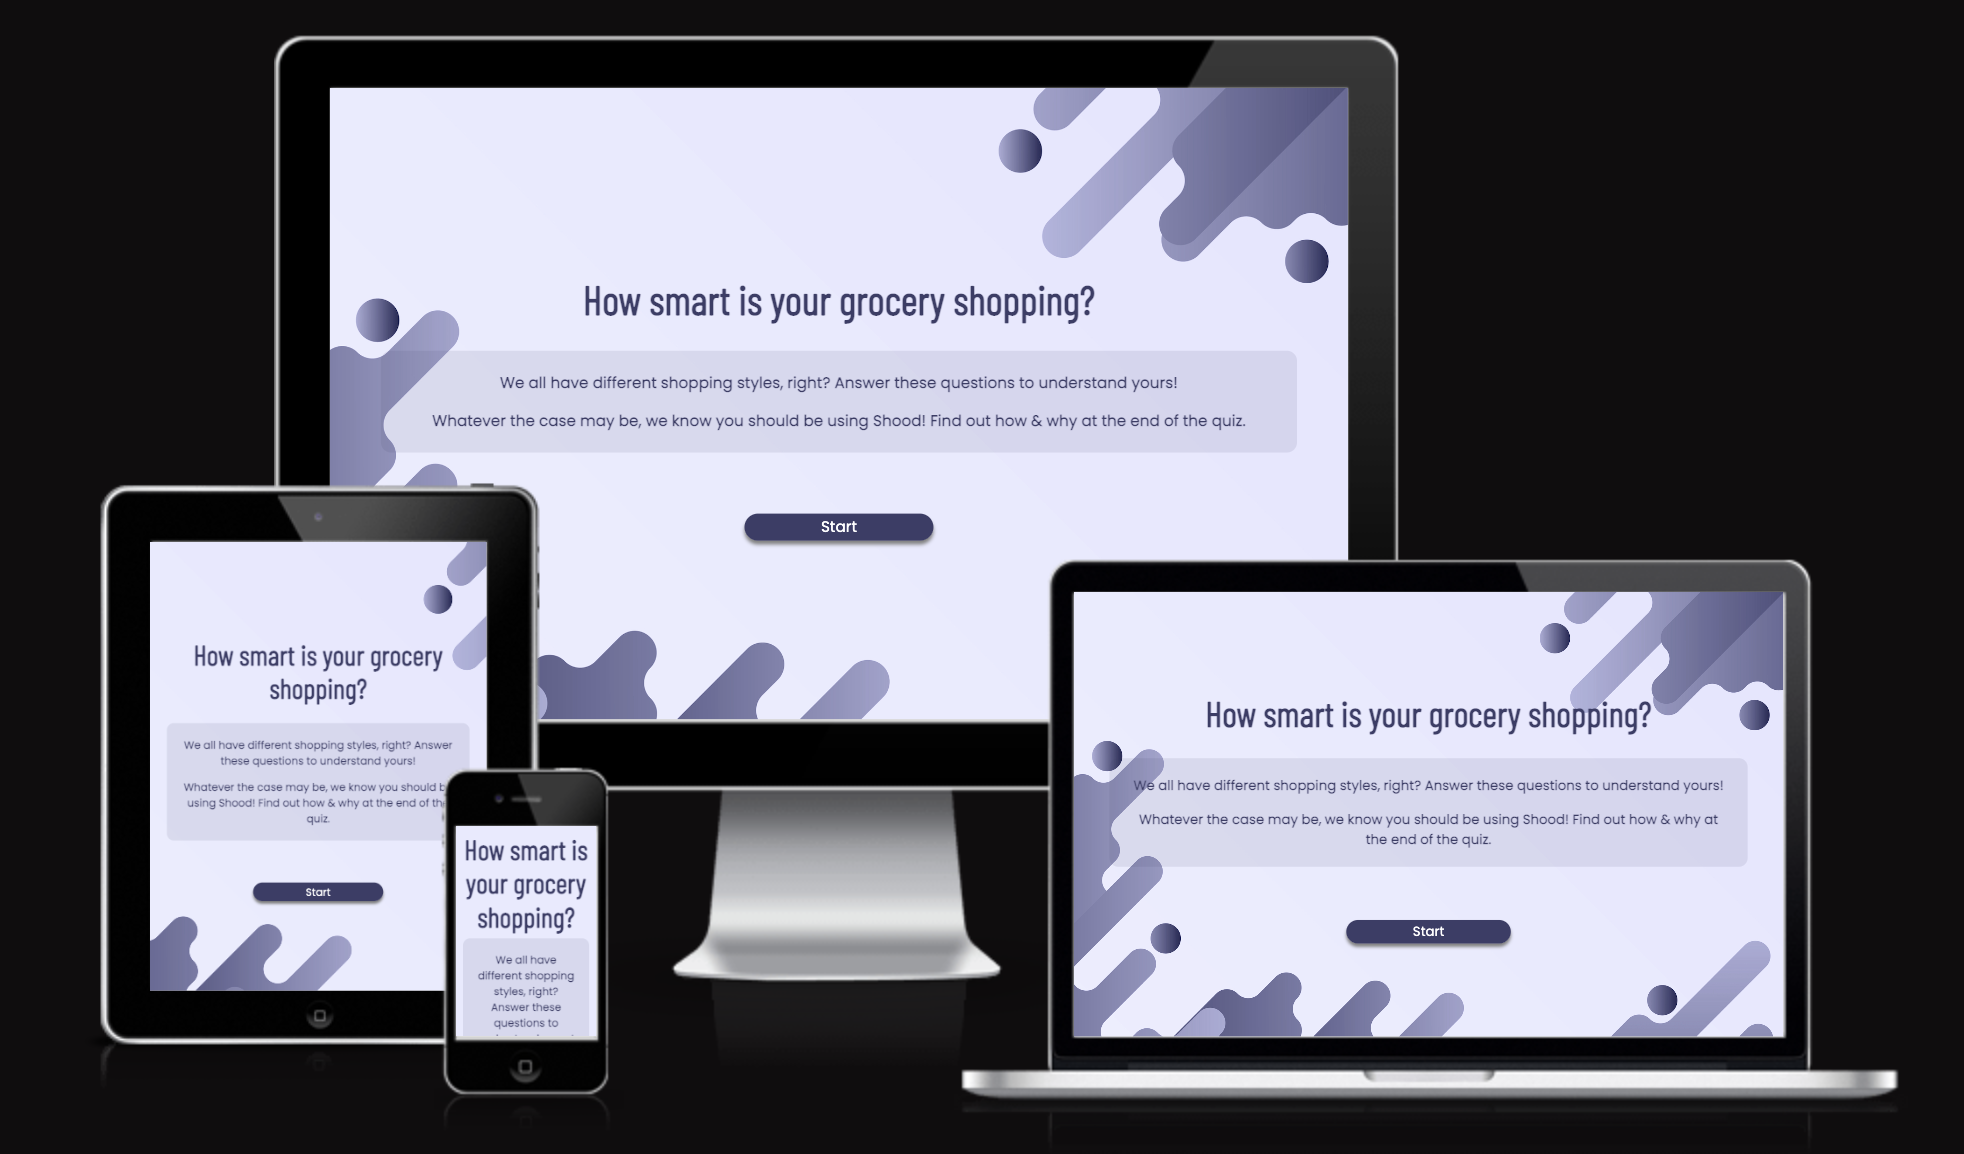 How smart is your grocery shopping?
We all have different shopping styles, right? Answer these questions to understand yours!
Whatever the case may be, we know you should be using Shood! Find out how & why at the end of the quiz.
Start
How smart is your grocery
shopping?
We all have different shopping styles, right? Answer
these questions to understand yours!
Whatever the case may be, we know you should
using Shood! Find out how & why at the end of
quiz.
Start
How smart is
your grocery
shopping?
We all have
different shopping
styles, right?
Answer these
questions to
How smart is your grocery shopping?
We all have different shopping styles, right? Answer these questions to understand yours!
Whatever the case may be, we know you should be using Shood! Find out how & why at
the end of the quiz.
Start